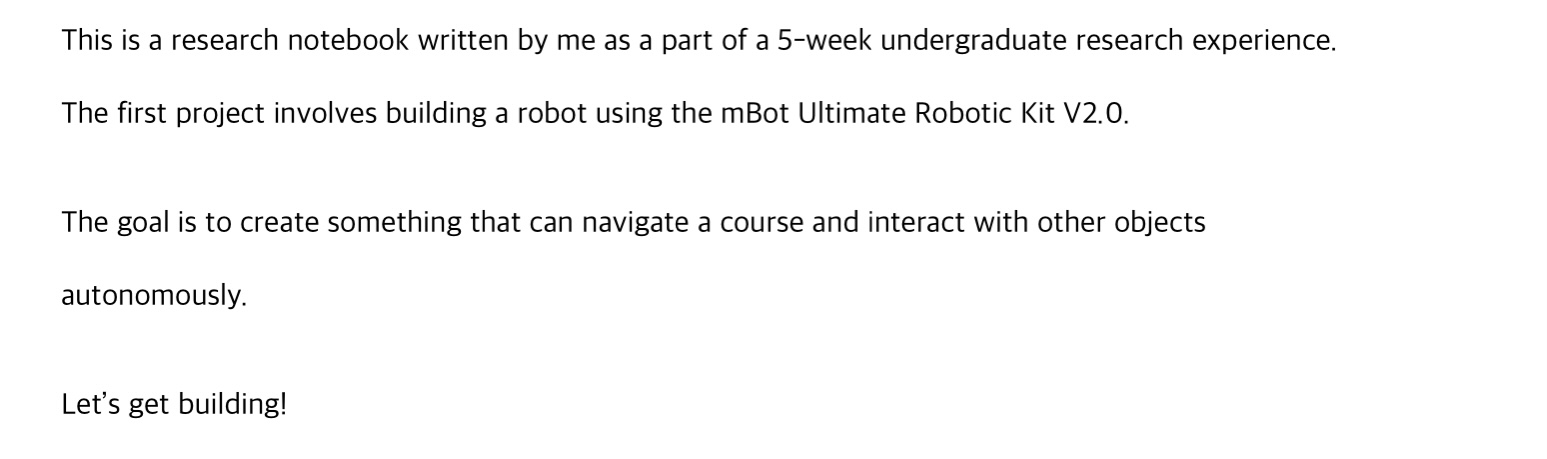 This is a research notebook written by me as a part of a 5-week undergraduate research experience.
The first project involves building a robot using the mBot Ultimate Robotic Kit V2.0.
The goal is to create something that can navigate a course and interact with other objects
autonomously.
Let's get building!